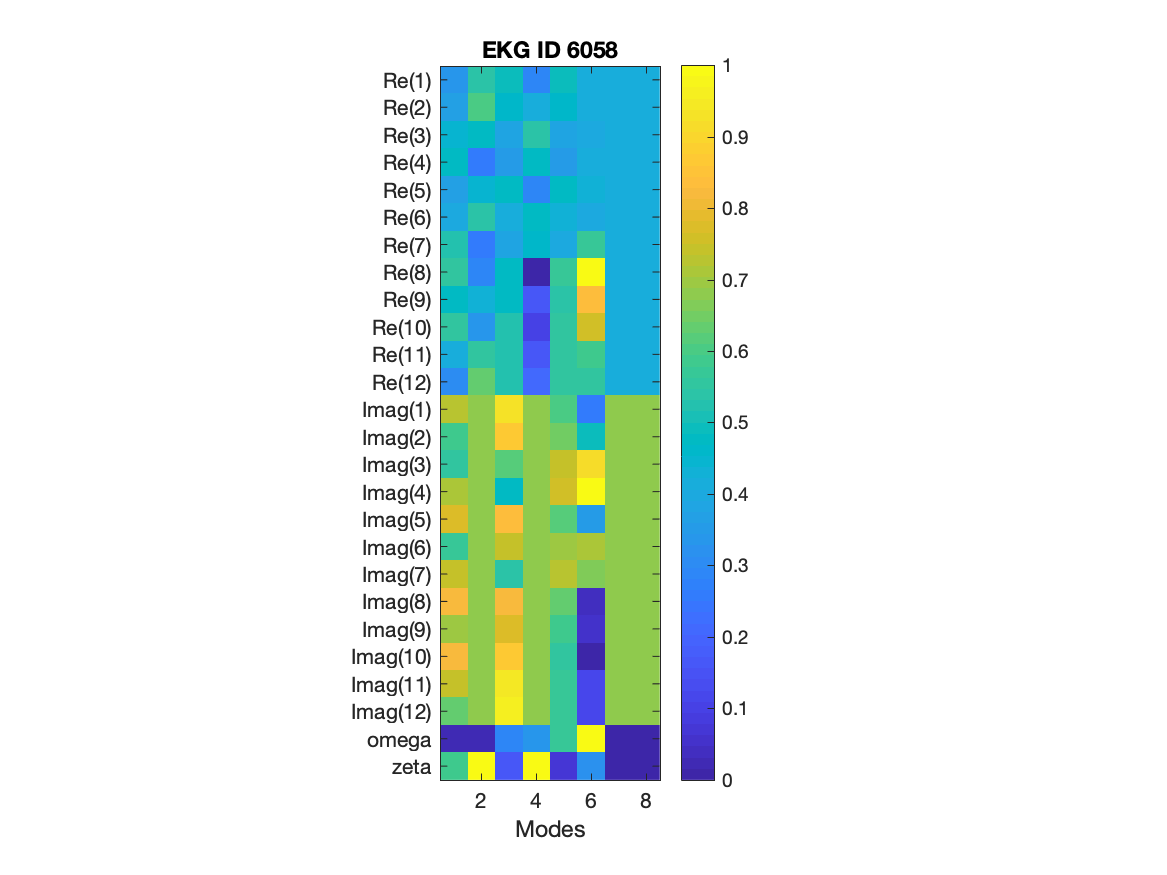 EKG ID 6058
Re(1)
Re(2)
Re(3)
Re(4)
Re(5)
Re(6)
Re(7)
Re(8)
Re(9)
Re(10)
Re(11)
Re(12)
Imag(1)
Imag(2)
Imag(3)
Imag(4)
Imag(5)
Imag(6)
Imag(7)
Imag(8)
Imag(9)
Imag(10)
Imag(11)
Imag(12)
omega
zeta
2 4 6 8
Modes
1
0.9
0.8
0.7
0.6
0.5
0.4
0.3
0.2
0.1
0